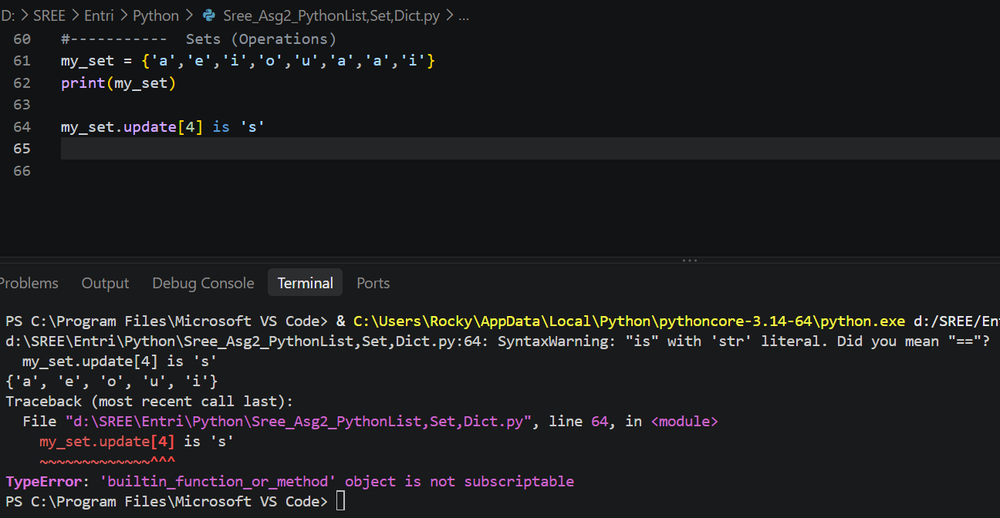 D: > SREE > Entri > Python > Sree_Asg2_PythonList,Set,Dict.py > ...
60 #----------- Sets (Operations)
61 my_set = {'a','e','i','o','u','a','a','i'}
62 print(my_set)
63
64 my_set.update[4] is 's'
65
66
Problems Output Debug Console Terminal Ports
PS C:\Program Files\Microsoft VS Code> & C:\Users\Rocky\AppData\Local\Python\pythoncore-3.14-64\python.exe d:/SREE/Ent
d:\SREE\Entri\Python\Sree_Asg2_PythonList,Set,Dict.py:64: SyntaxWarning: "is" with 'str' literal. Did you mean "=="?
my_set.update[4] is 's'
{'a', 'e', 'o', 'u', 'i'}
Traceback (most recent call last):
File "d:\SREE\Entri\Python\Sree_Asg2_PythonList,Set,Dict.py", line 64, in <module>
my_set.update[4] is 's'
~~~~~~~~~~~~~^^^
TypeError: 'builtin_function_or_method' object is not subscriptable
PS C:\Program Files\Microsoft VS Code>